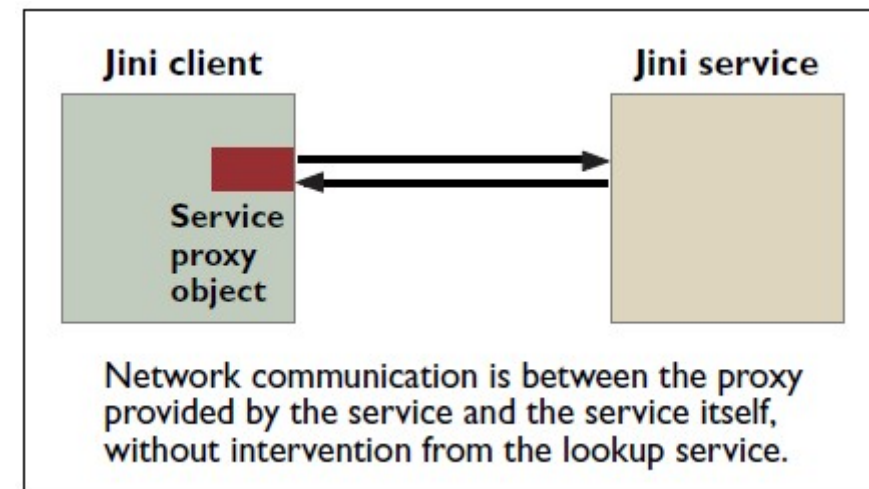 Jini client
Jini service
Service
proxy
object
Network communication is between the proxy
provided by the service and the service itself,
without intervention from the lookup service.